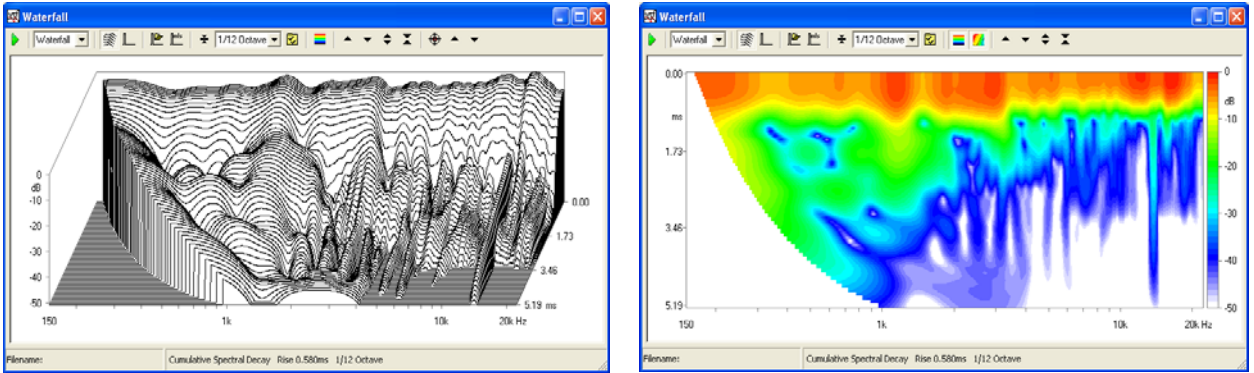 Waterfall
Waterfall 1/12 Octave
0
dB
-10
-20
-30
-40
-50
0.00
1.73
3.46
5.19 ms
150 1k 10k 20k Hz
Filename: Cumulative Spectral Decay Rise 0.580ms 1/12 Octave
Waterfall
Waterfall 1/12 Octave
0.00
ms
1.73
3.46
5.19
0
dB
-10
-20
-30
-40
-50
150 1k 10k 20k Hz
Filename: Cumulative Spectral Decay Rise 0.580ms 1/12 Octave